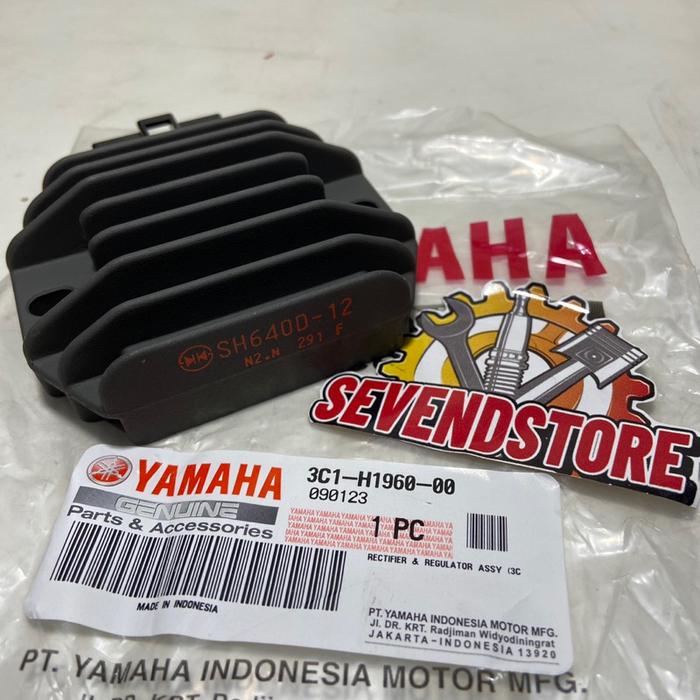 SH640D-12
N2.N 291 F
AHA
SEVENDSTORE
YAMAHA
GENUINE
Parts & Accessories
MADE IN INDONESIA
3C1-H1960-00
090123
1 PC
RECTIFIER & REGULATOR ASSY (3C
PT. YAMAHA INDONESIA MOTOR MFG.
Jl. DR. KRT. Radjiman Widyodiningrat
JAKARTA-INDONESIA 13920
PT. YAMAHA INDONESIA MOTOR MFG.